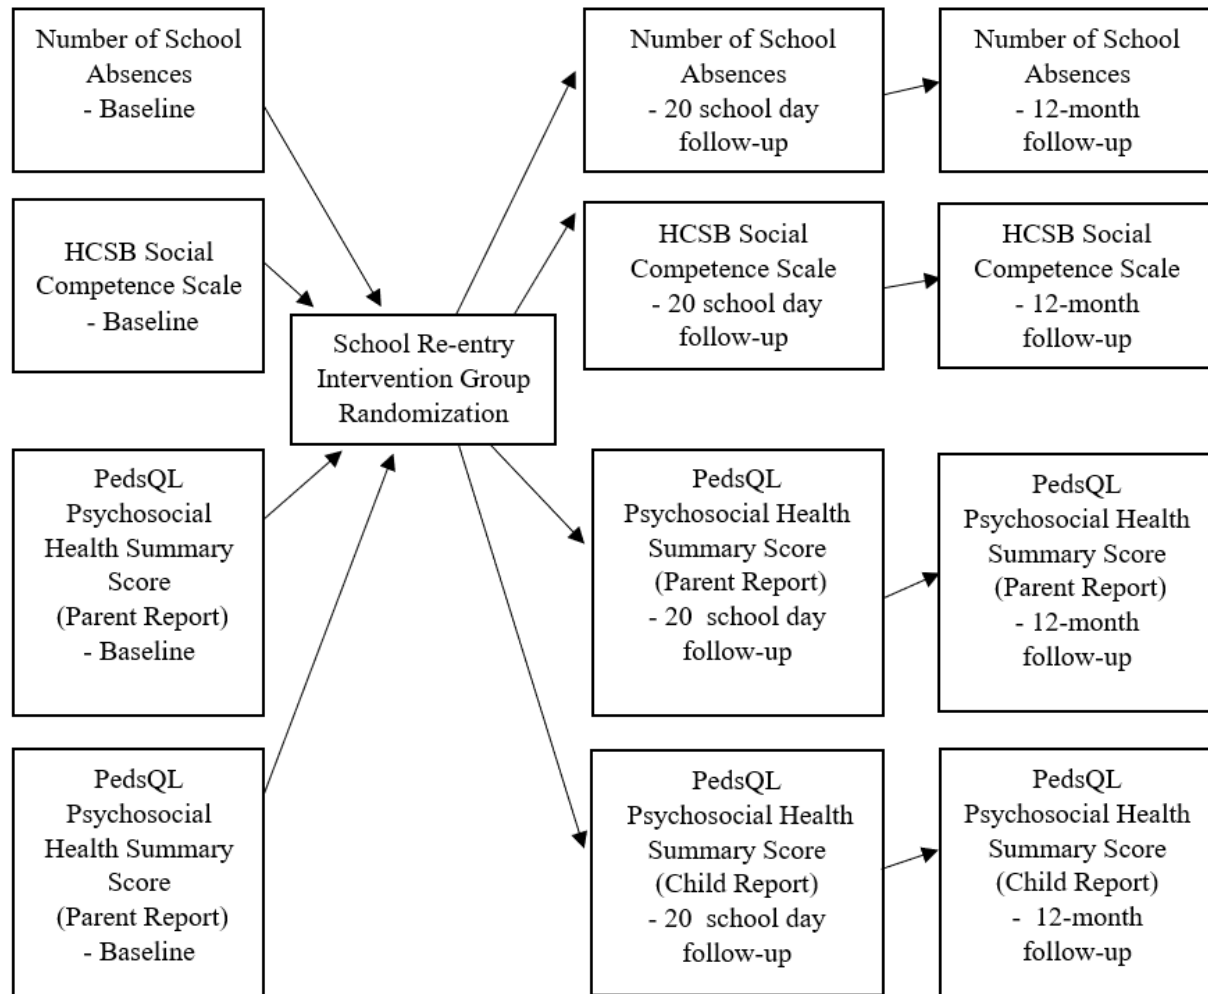 Number of School
Absences
- Baseline
HCSB Social
Competence Scale
- Baseline
PedsQL
Psychosocial
Health Summary
Score
(Parent Report)
- Baseline
PedsQL
Psychosocial
Health Summary
Score
(Parent Report)
- Baseline
School Re-entry
Intervention Group
Randomization
Number of School
Absences
- 20 school day
follow-up
HCSB Social
Competence Scale
- 20 school day
follow-up
PedsQL
Psychosocial Health
Summary Score
(Parent Report)
- 20  school day
follow-up
PedsQL
Psychosocial Health
Summary Score
(Child Report)
- 20  school day
follow-up
Number of School
Absences
- 12-month
follow-up
HCSB Social
Competence Scale
- 12-month
follow-up
PedsQL
Psychosocial Health
Summary Score
(Parent Report)
- 12-month
follow-up
PedsQL
Psychosocial Health
Summary Score
(Child Report)
-  12-month
follow-up